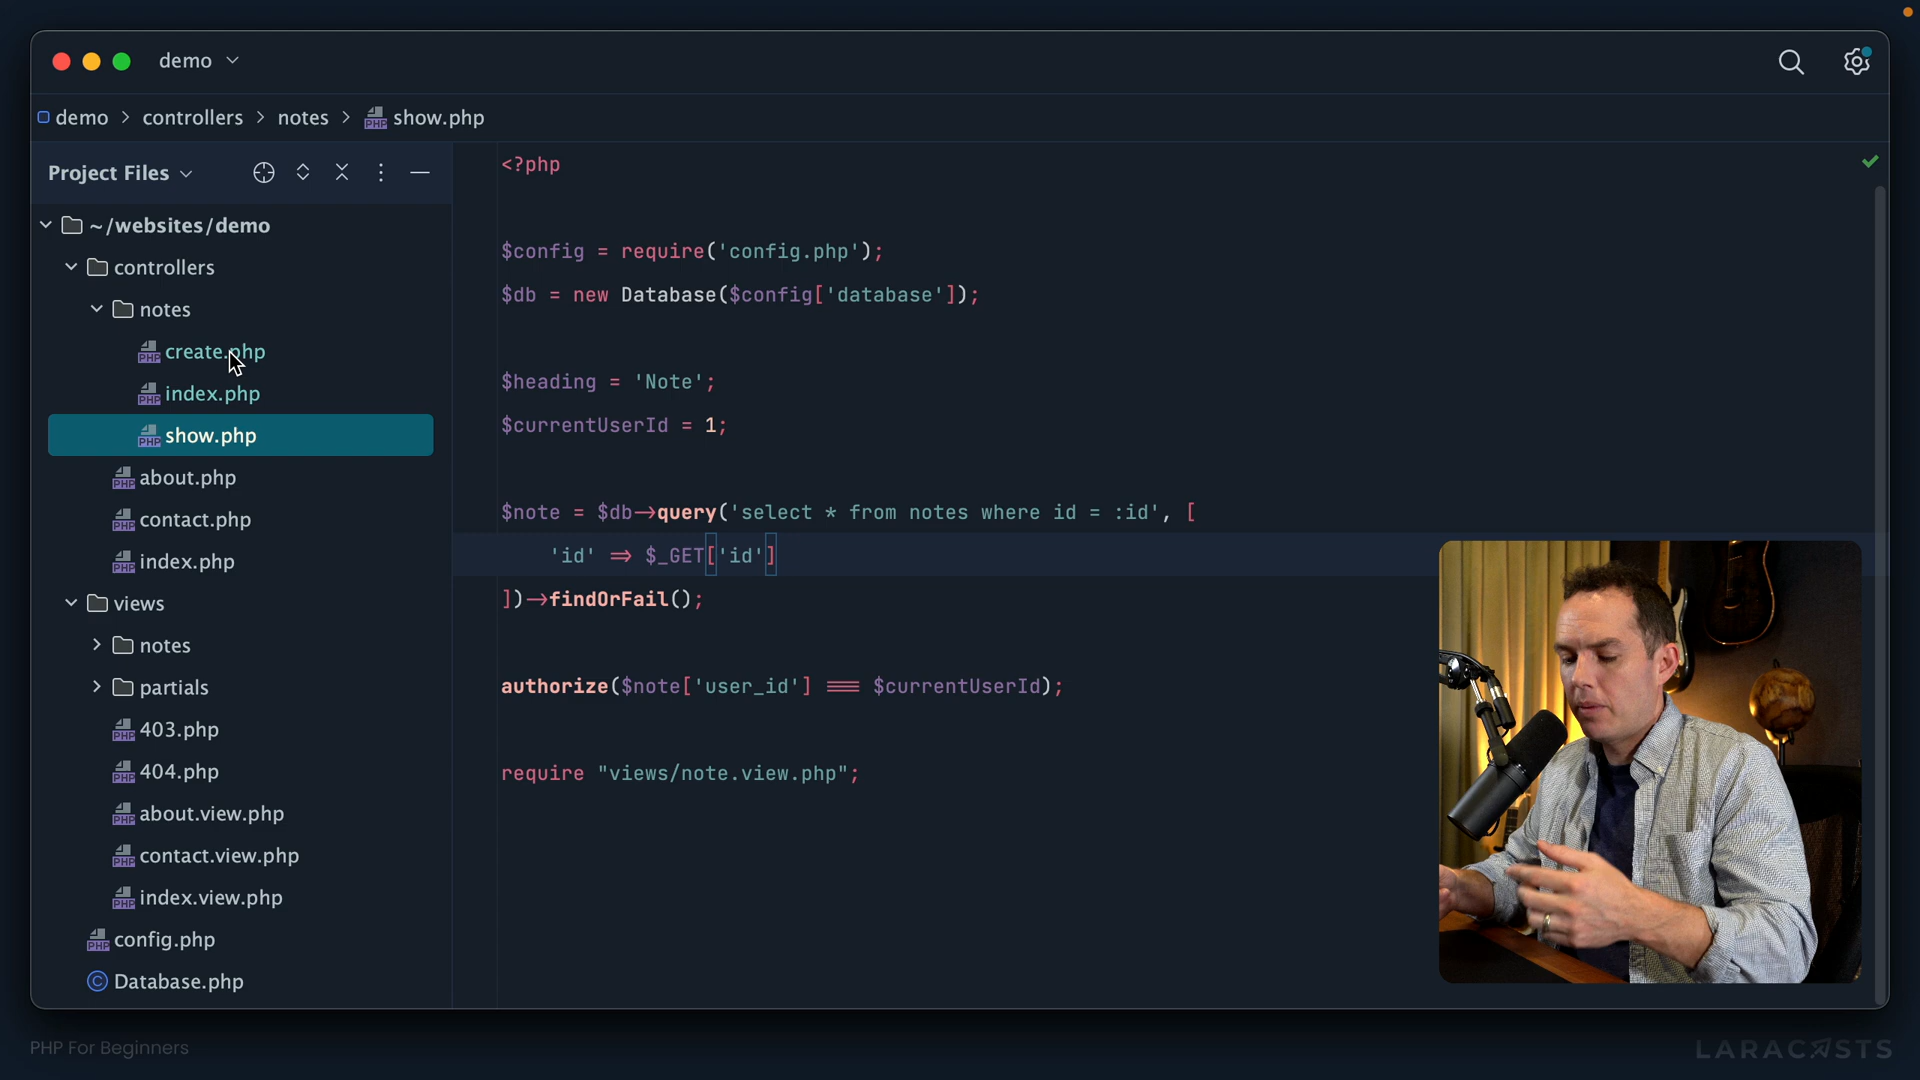 demo
demo > controllers > notes > show.php
Project Files
~/websites/demo
controllers
notes
create.php
index.php
show.php
about.php
contact.php
index.php
views
notes
partials
403.php
404.php
about.view.php
contact.view.php
index.view.php
config.php
Database.php
<?php
$config = require('config.php');
$db = new Database($config['database']);
$heading = 'Note';
$currentUserId = 1;
$note = $db->query('select * from notes where id = :id', [
'id' => $_GET['id']
])->findOrFail();
authorize($note['user_id'] === $currentUserId);
require "views/note.view.php";
PHP For Beginners
LARACASTS